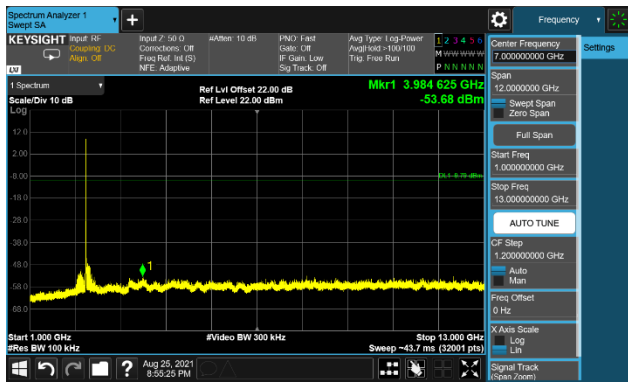 Spectrum Analyzer 1
Swept SA
Frequency
KEYSIGHT
Input: RF
Coupling: DC
Align: Off
Input Z: 50 Ω
Corrections: Off
Freq Ref: Int (S)
NFE: Adaptive
#Atten: 10 dB
PNO: Fast
Gate: Off
IF Gain: Low
Sig Track: Off
Avg Type: Log-Power
Avg|Hold:>100/100
Trig: Free Run
1 2 3 4 5 6
M W W W W W
P N N N N N
LXI
1 Spectrum
Scale/Div 10 dB
Log
Ref Lvl Offset 22.00 dB
Ref Level 22.00 dBm
Mkr1 3.984 625 GHz
-53.68 dBm
12.0
2.00
-8.00
-18.0
-28.0
-38.0
-48.0
-58.0
-68.0
DL1 -9.79 dBm
1
Start 1.000 GHz
#Res BW 100 kHz
#Video BW 300 kHz
Stop 13.000 GHz
Sweep ~43.7 ms (32001 pts)
Center Frequency
7.000000000 GHz
Settings
Span
12.0000000 GHz
Swept Span
Zero Span
Full Span
Start Freq
1.000000000 GHz
Stop Freq
13.000000000 GHz
AUTO TUNE
CF Step
1.200000000 GHz
Auto
Man
Freq Offset
0 Hz
X Axis Scale
Log
Lin
Signal Track
(Span Zoom)
?
Aug 25, 2021
8:55:25 PM